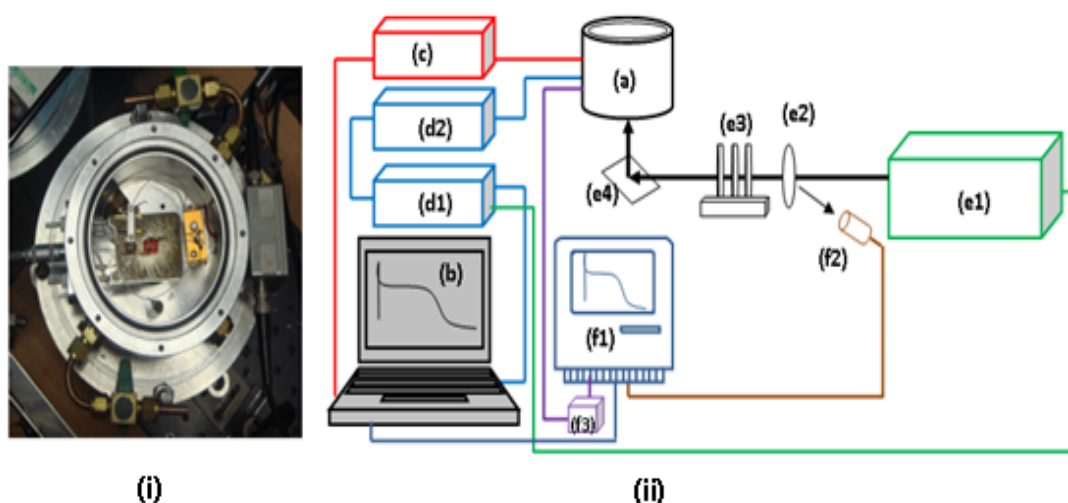 (c)
(a)
(d2)
(e3)
(e2)
(d1)
(e4)
(e1)
(b)
(f2)
(f1)
(f3)
(i)
(ii)